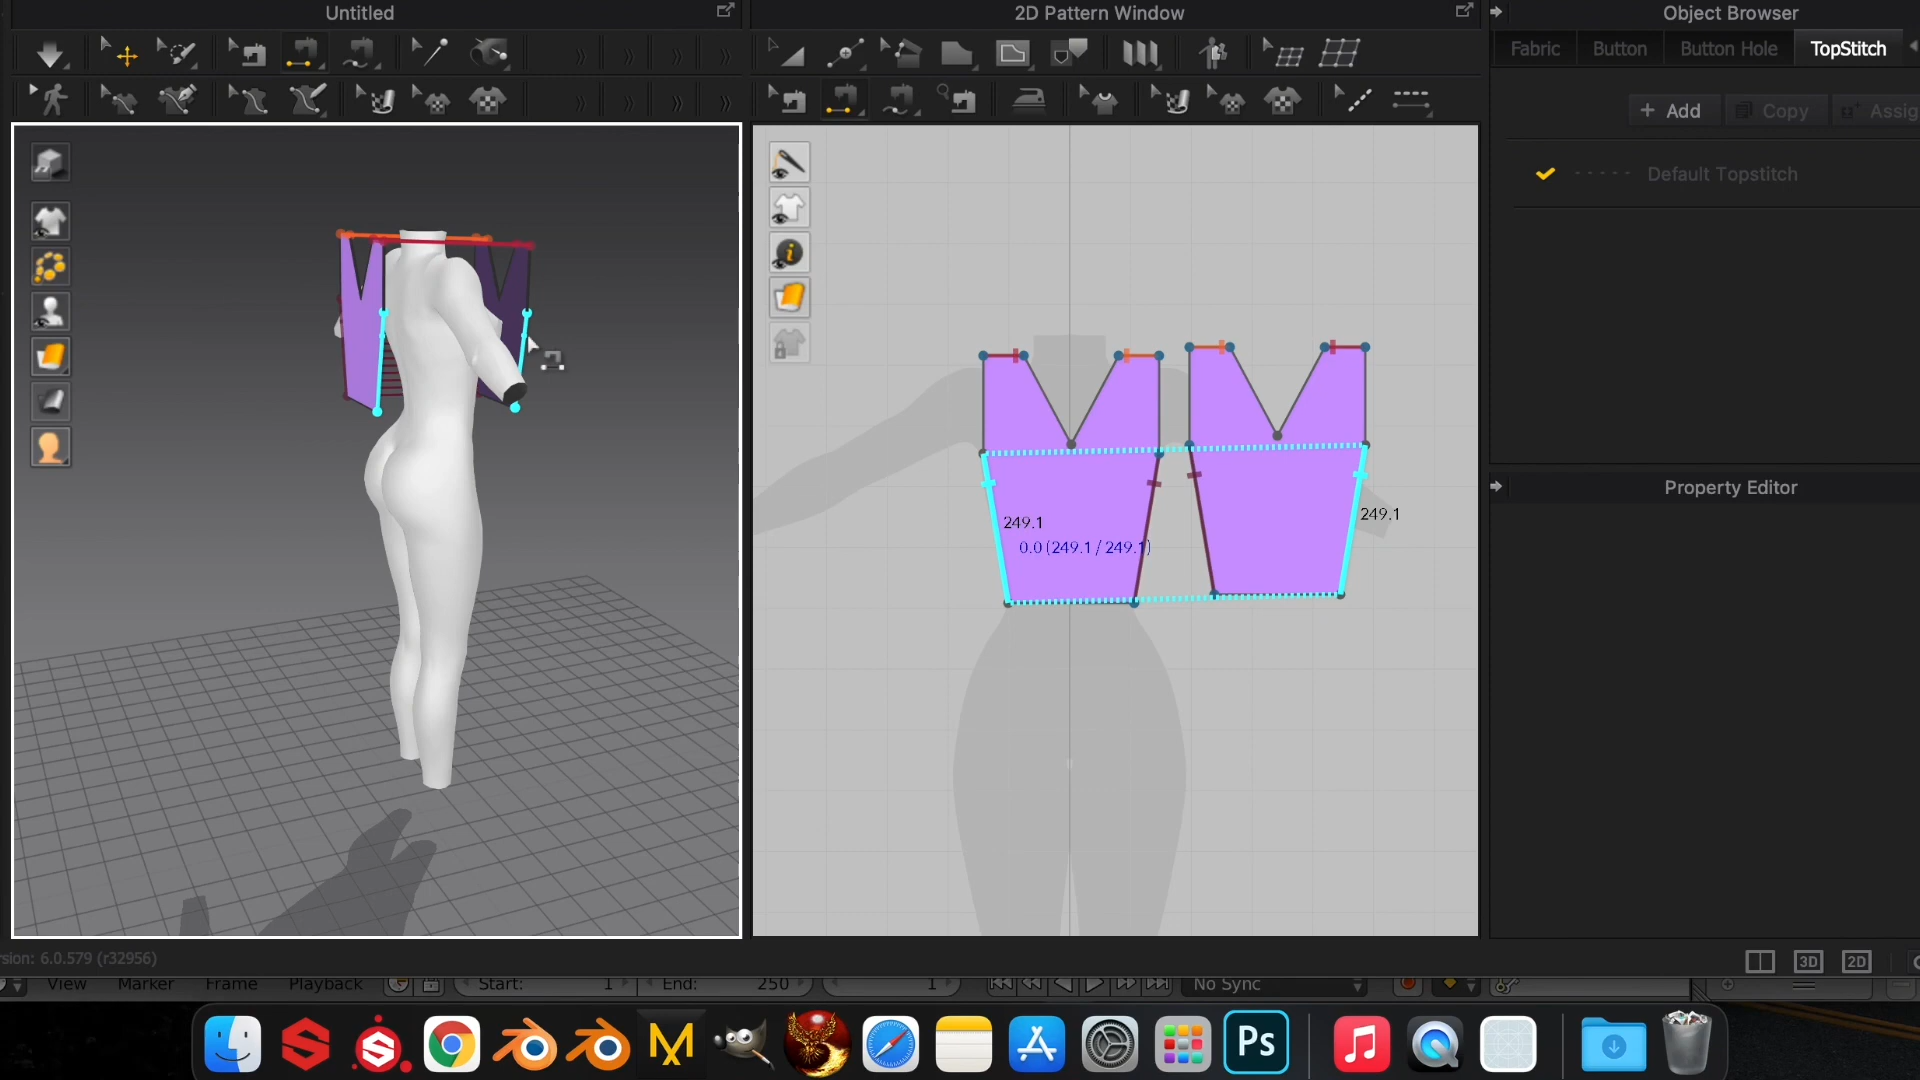 Untitled
2D Pattern Window
Object Browser
Fabric
Button
Button Hole
TopStitch
+ Add
Copy
Assig
Default Topstitch
Property Editor
249.1
249.1
0.0 (249.1 / 249.1)
rsion: 6.0.579 (r32956)
3D
2D
View
Marker
Frame
Playback
Start:
1
End:
250
1
No Sync
Ps